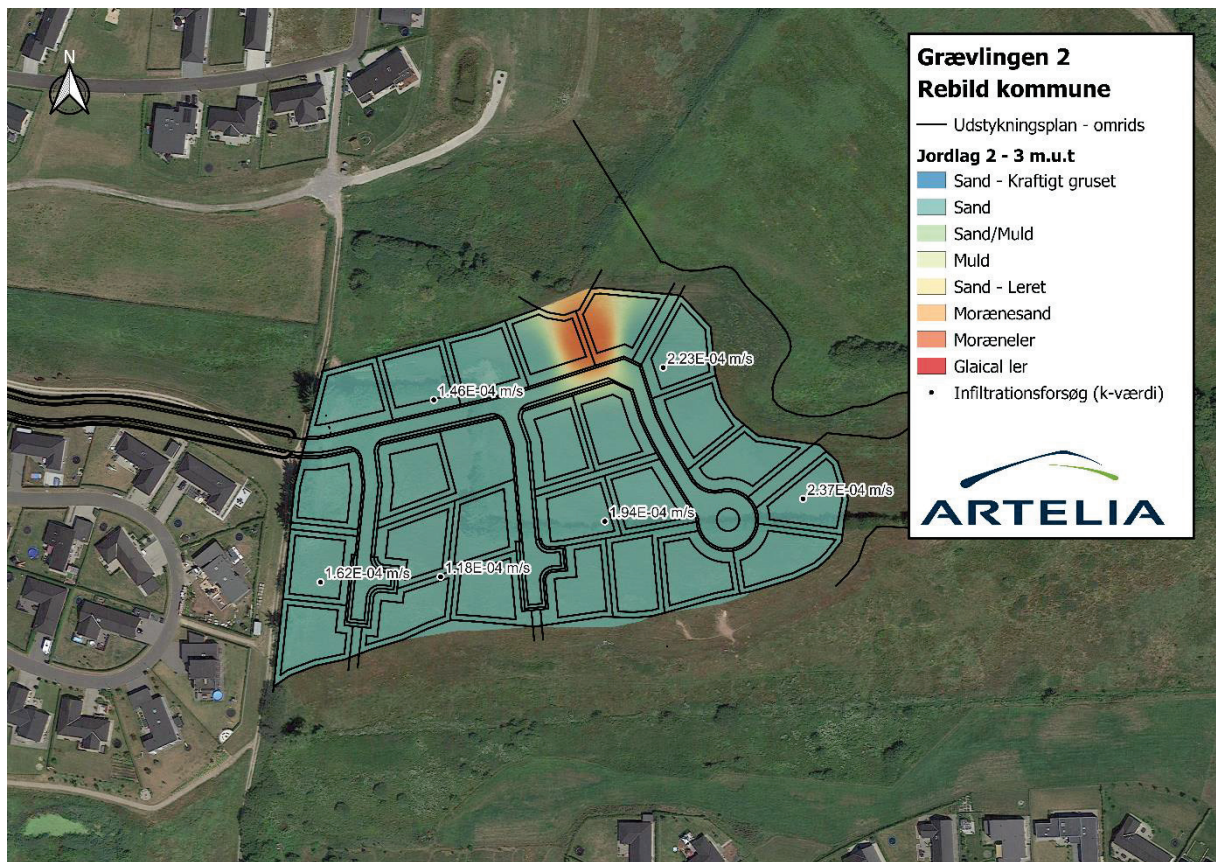 N
Grævlingen 2
Rebild kommune
Udstykningsplan - omrids
Jordlag 2 - 3 m.u.t
Sand - Kraftigt gruset
Sand
Sand/Muld
Muld
Sand - Leret
Morænesand
Moræneler
Glaical ler
Infiltrationsforsøg (k-værdi)
ARTELIA
2.23E-04 m/s
1.46E-04 m/s
2.37E-04 m/s
1.94E-04 m/s
1.62E-04 m/s
1.18E-04 m/s